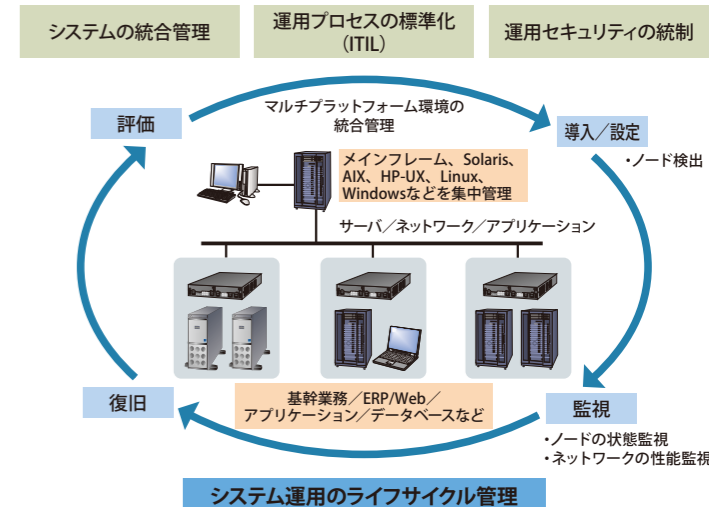 システムの統合管理
運用プロセスの標準化
（ITIL）
運用セキュリティの統制
マルチプラットフォーム環境の
統合管理
評価
導入／設定
・ノード検出
メインフレーム、Solaris、
AIX、HP-UX、Linux、
Windowsなどを集中管理
サーバ／ネットワーク／アプリケーション
復旧
基幹業務／ERP/Web／
アプリケーション／データベースなど
監視
・ノードの状態監視
・ネットワークの性能監視
システム運用のライフサイクル管理